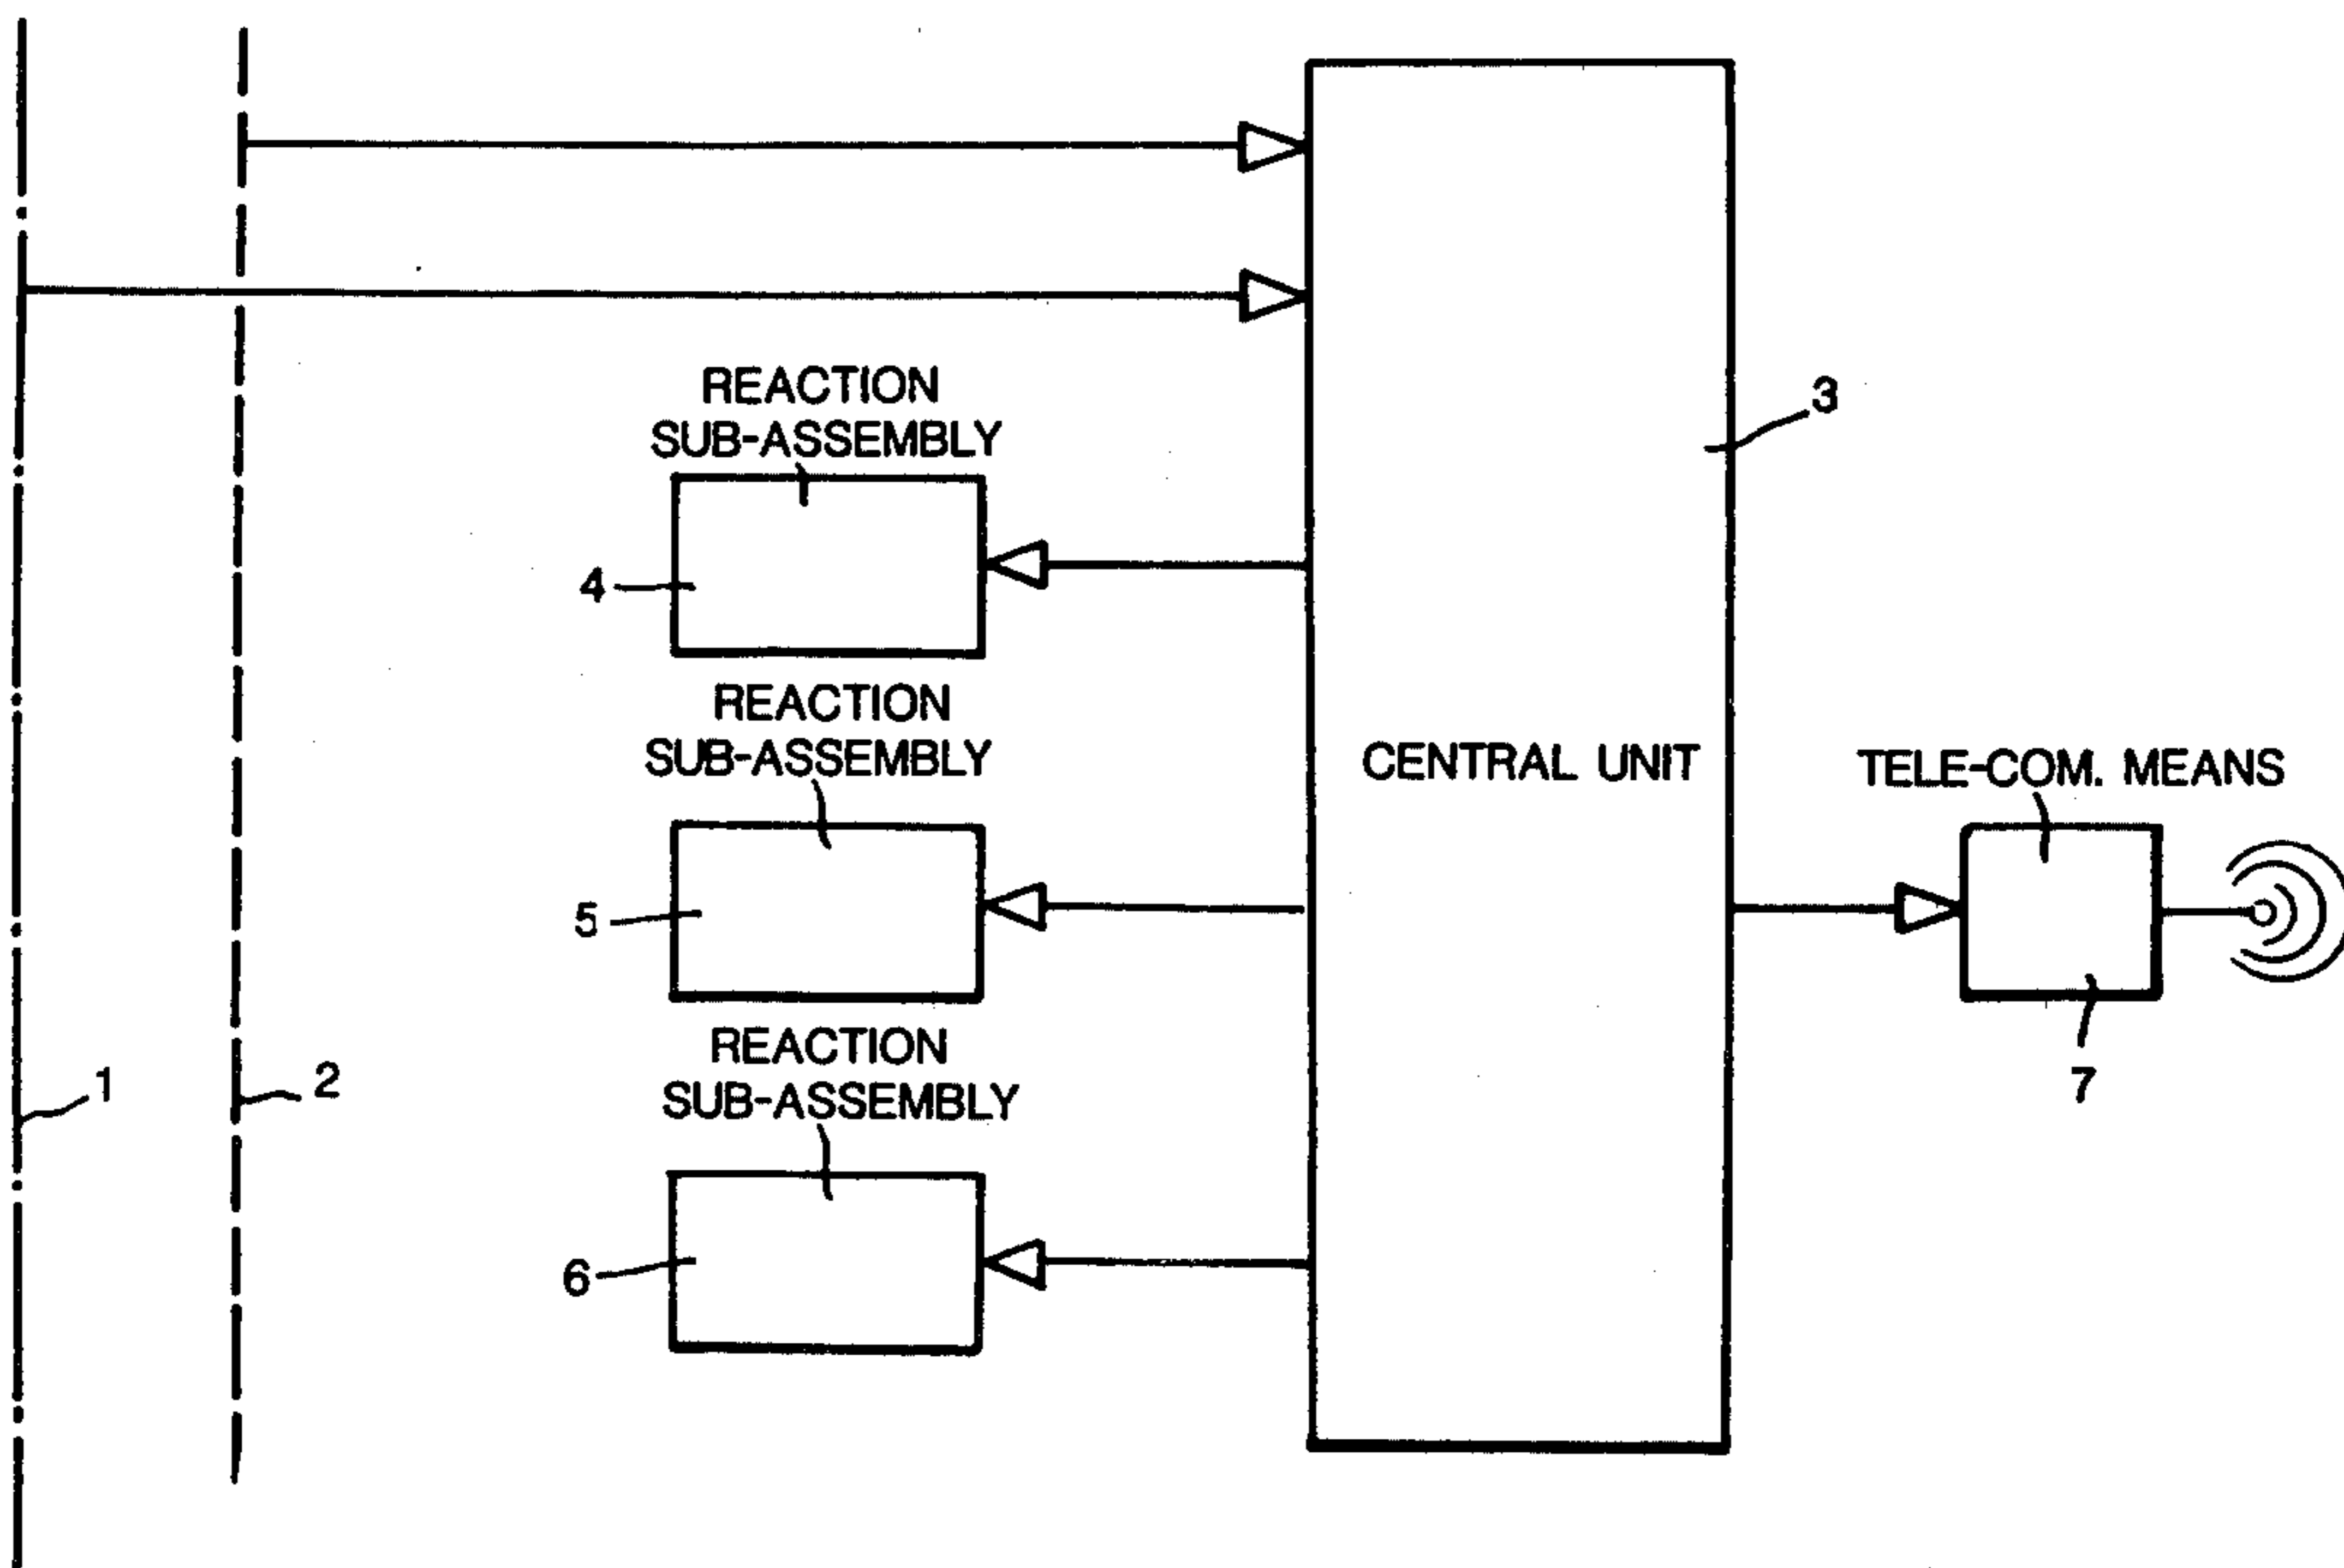 REACTION
SUB-ASSEMBLY
3
4
REACTION
SUB-ASSEMBLY
CENTRAL UNIT
TELE-COM. MEANS
5
REACTION
SUB-ASSEMBLY
1
2
7
6